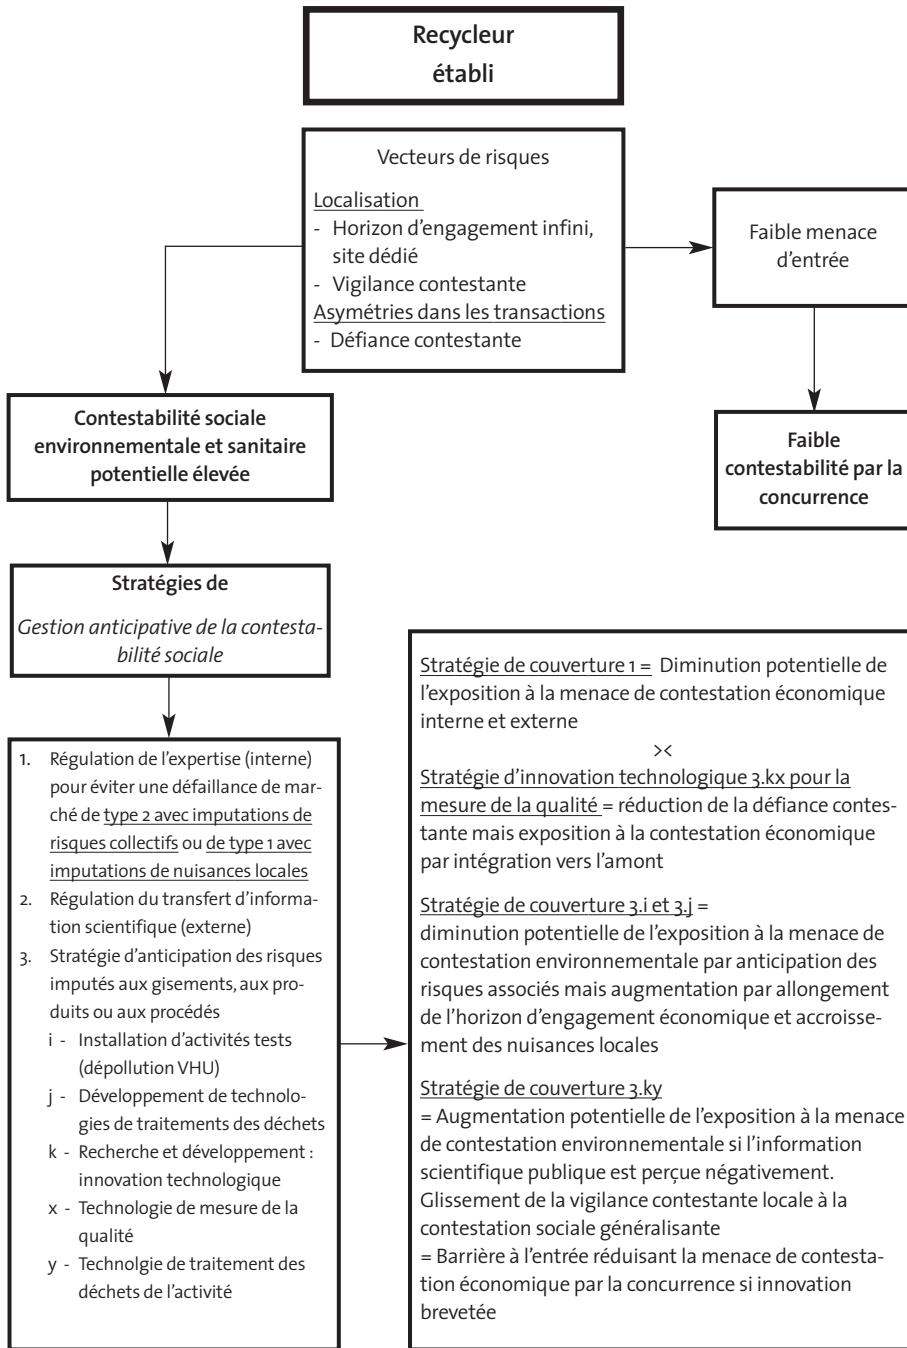 Recycleur
établi
Vecteurs de risques
Localisation
- Horizon d'engagement infini,
site dédié
- Vigilance contestante
Asymétries dans les transactions
- Défiance contestante
Faible menace
d'entrée
Contestabilité sociale
environnementale et sanitaire
potentielle élevée
Faible
contestabilité par la
concurrence
Stratégies de
Gestion anticipative de la contesta-
bilité sociale
1. Régulation de l'expertise (interne)
pour éviter une défaillance de mar-
ché de type 2 avec imputations de
risques collectifs ou de type 1 avec
imputations de nuisances locales
2. Régulation du transfert d'informa-
tion scientifique (externe)
3. Stratégie d'anticipation des risques
imputés aux gisements, aux pro-
duits ou aux procédés
i - Installation d'activités tests
(dépollution VHU)
j - Développement de technolo-
gies de traitements des déchets
k - Recherche et développement :
innovation technologique
x - Technologie de mesure de la
qualité
y - Technolgie de traitement des
déchets de l'activité
Stratégie de couverture 1 = Diminution potentielle de
l'exposition à la menace de contestation économique
interne et externe
><
Stratégie d'innovation technologique 3.kx pour la
mesure de la qualité = réduction de la défiance contes-
tante mais exposition à la contestation économique
par intégration vers l'amont
Stratégie de couverture 3.i et 3.j =
diminution potentielle de l'exposition à la menace de
contestation environnementale par anticipation des
risques associés mais augmentation par allongement
de l'horizon d'engagement économique et accroisse-
ment des nuisances locales
Stratégie de couverture 3.ky
= Augmentation potentielle de l'exposition à la menace
de contestation environnementale si l'information
scientifique publique est perçue négativement.
Glissement de la vigilance contestante locale à la
contestation sociale généralisante
= Barrière à l'entrée réduisant la menace de contesta-
tion économique par la concurrence si innovation
brevetée